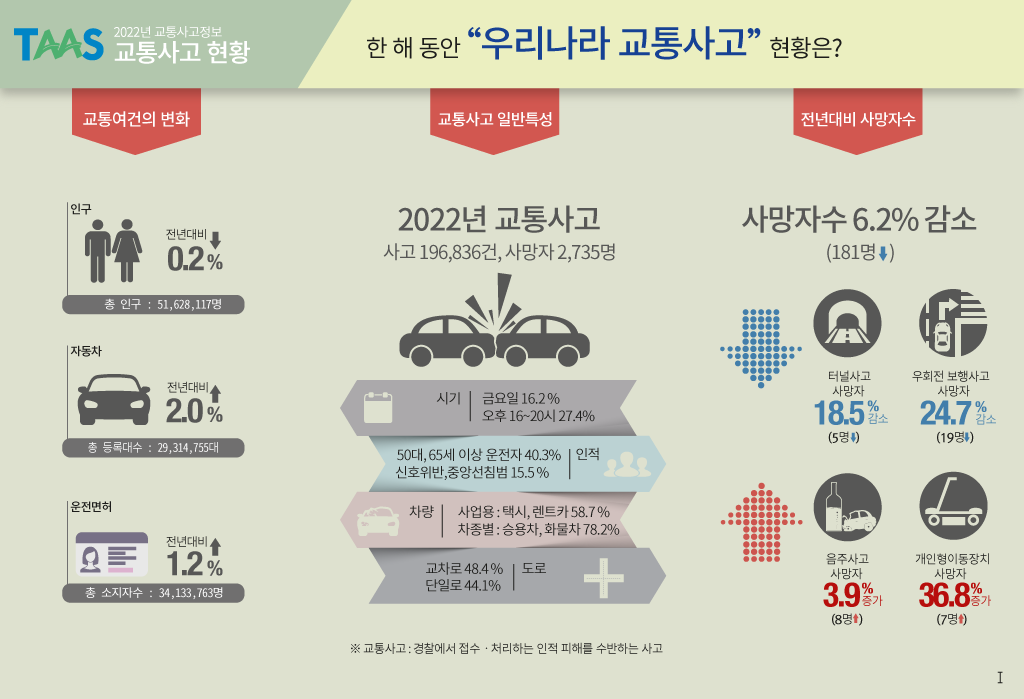 TAAS
2022년 교통사고정보
교통사고 현황
한 해 동안 “우리나라 교통사고” 현황은?
교통여건의 변화
인구
전년대비
0.2 %
총 인구 : 51,628,117명
자동차
전년대비
2.0 %
총 등록대수 : 29,314,755대
운전면허
전년대비
1.2 %
총 소지자수 : 34,133,763명
교통사고 일반특성
2022년 교통사고
사고 196,836건, 사망자 2,735명
시기
금요일 16.2 %
오후 16~20시 27.4%
50대, 65세 이상 운전자 40.3%
신호위반,중앙선침범 15.5 %
인적
차량
사업용 : 택시, 렌트카 58.7 %
차종별 : 승용차, 화물차 78.2%
교차로 48.4 %
단일로 44.1%
도로
※ 교통사고 : 경찰에서 접수 · 처리하는 인적 피해를 수반하는 사고
전년대비 사망자수
사망자수 6.2% 감소
(181명)
터널사고
사망자
18.5 %
감소
(5명)
우회전 보행사고
사망자
24.7 %
감소
(19명)
음주사고
사망자
3.9 %
증가
(8명)
개인형이동장치
사망자
36.8 %
증가
(7명)
I